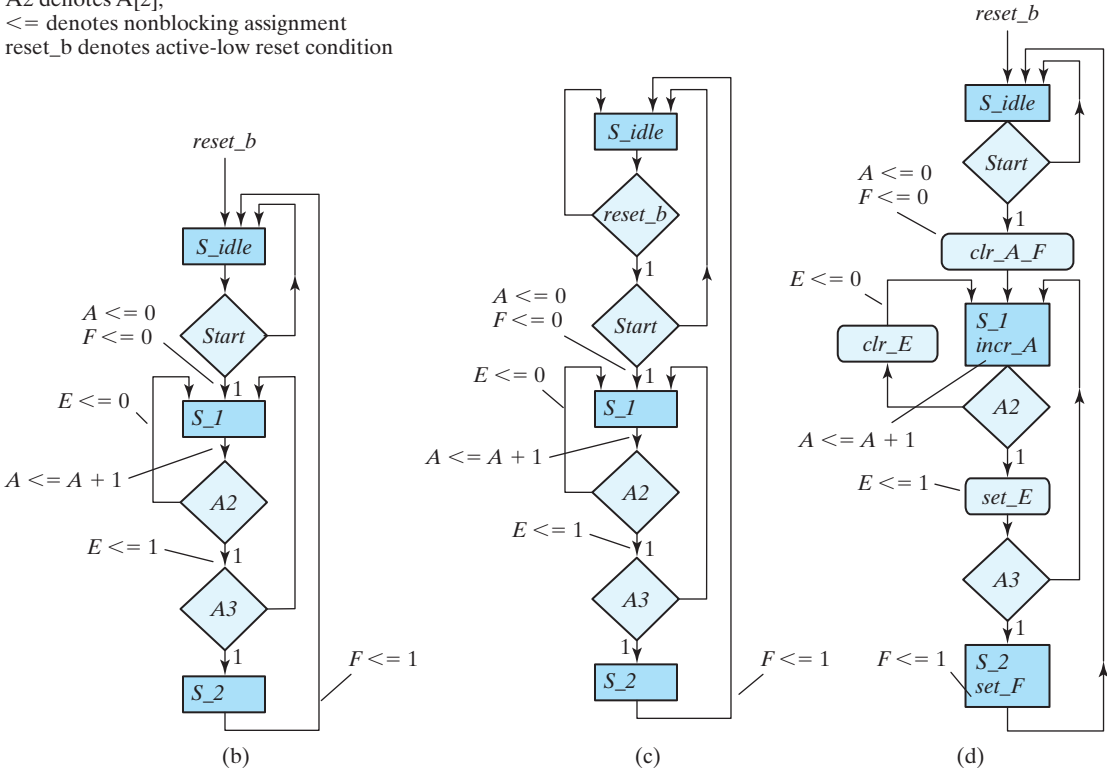 A2 denotes A[2],
<= denotes nonblocking assignment
reset_b denotes active-low reset condition
reset_b
S_idle
Start
A <= 0
F <= 0
1
E <= 0
S_1
A <= A + 1
A2
E <= 1
1
A3
1
S_2
F <= 1
(b)
S_idle
reset_b
1
A <= 0
F <= 0
Start
1
E <= 0
S_1
A <= A + 1
A2
E <= 1
1
A3
1
S_2
F <= 1
(c)
reset_b
S_idle
Start
A <= 0
F <= 0
1
clr_A_F
E <= 0
S_1
incr_A
clr_E
A2
A <= A + 1
1
E <= 1
set_E
A3
1
F <= 1
S_2
set_F
(d)